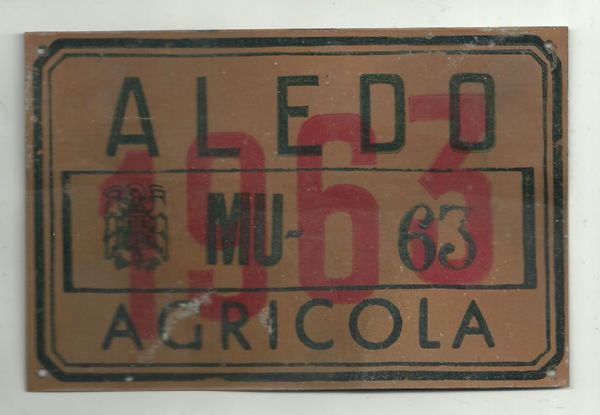 ALEDO
1963
MU- 63
AGRICOLA